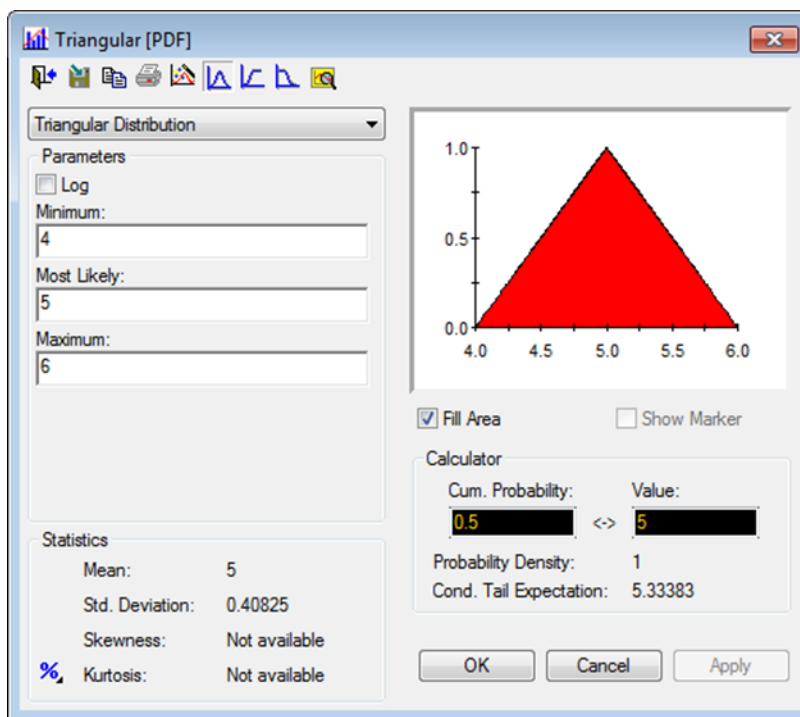 Triangular [PDF]
Triangular Distribution
Parameters
Log
Minimum:
4
Most Likely:
5
Maximum:
6
Statistics
Mean: 5
Std. Deviation: 0.40825
Skewness: Not available
% Kurtosis: Not available
1.0
0.5
0.0
4.0 4.5 5.0 5.5 6.0
Fill Area Show Marker
Calculator
Cum. Probability: Value:
0.5 <-> 5
Probability Density: 1
Cond. Tail Expectation: 5.33383
OK Cancel Apply